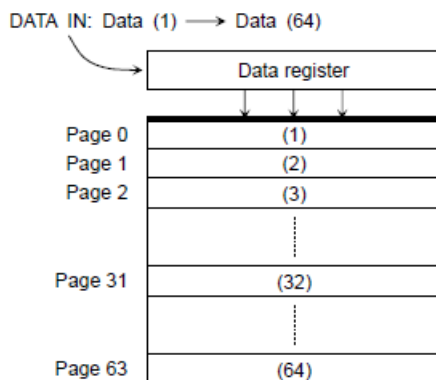 DATA IN: Data (1) ⟶ Data (64)
Data register
Page 0 (1)
Page 1 (2)
Page 2 (3)
Page 31 (32)
Page 63 (64)